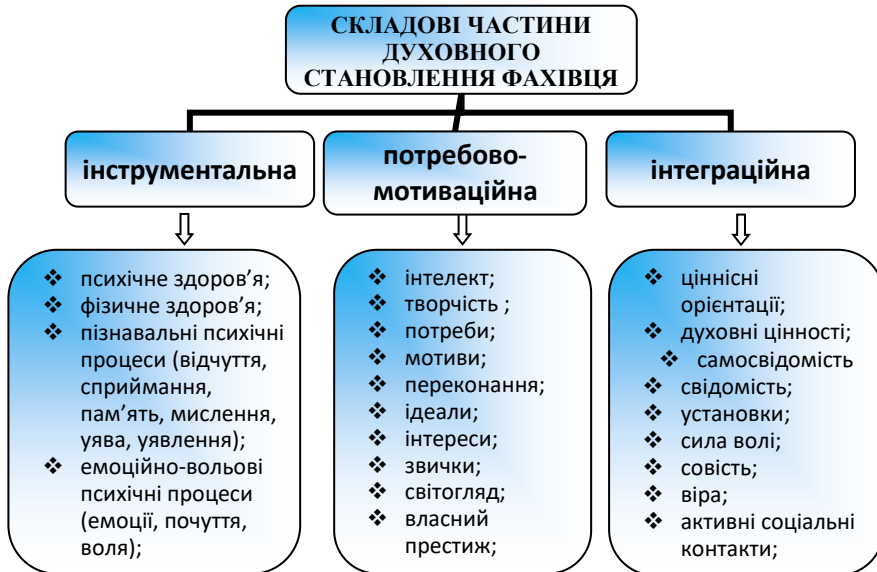 СКЛАДОВІ ЧАСТИНИ
ДУХОВНОГО
СТАНОВЛЕННЯ ФАХІВЦЯ
інструментальна
потребово-
мотиваційна
інтеграційна
❖ психічне здоров’я;
❖ фізичне здоров’я;
❖ пізнавальні психічні
процеси (відчуття,
сприймання,
пам’ять, мислення,
уява, уявлення);
❖ емоційно-вольові
психічні процеси
(емоції, почуття,
воля);
❖ інтелект;
❖ творчість ;
❖ потреби;
❖ мотиви;
❖ переконання;
❖ ідеали;
❖ інтереси;
❖ звички;
❖ світогляд;
❖ власний
престиж;
❖ ціннісні
орієнтації;
❖ духовні цінності;
❖ самосвідомість
❖ свідомість;
❖ установки;
❖ сила волі;
❖ совість;
❖ віра;
❖ активні соціальні
контакти;